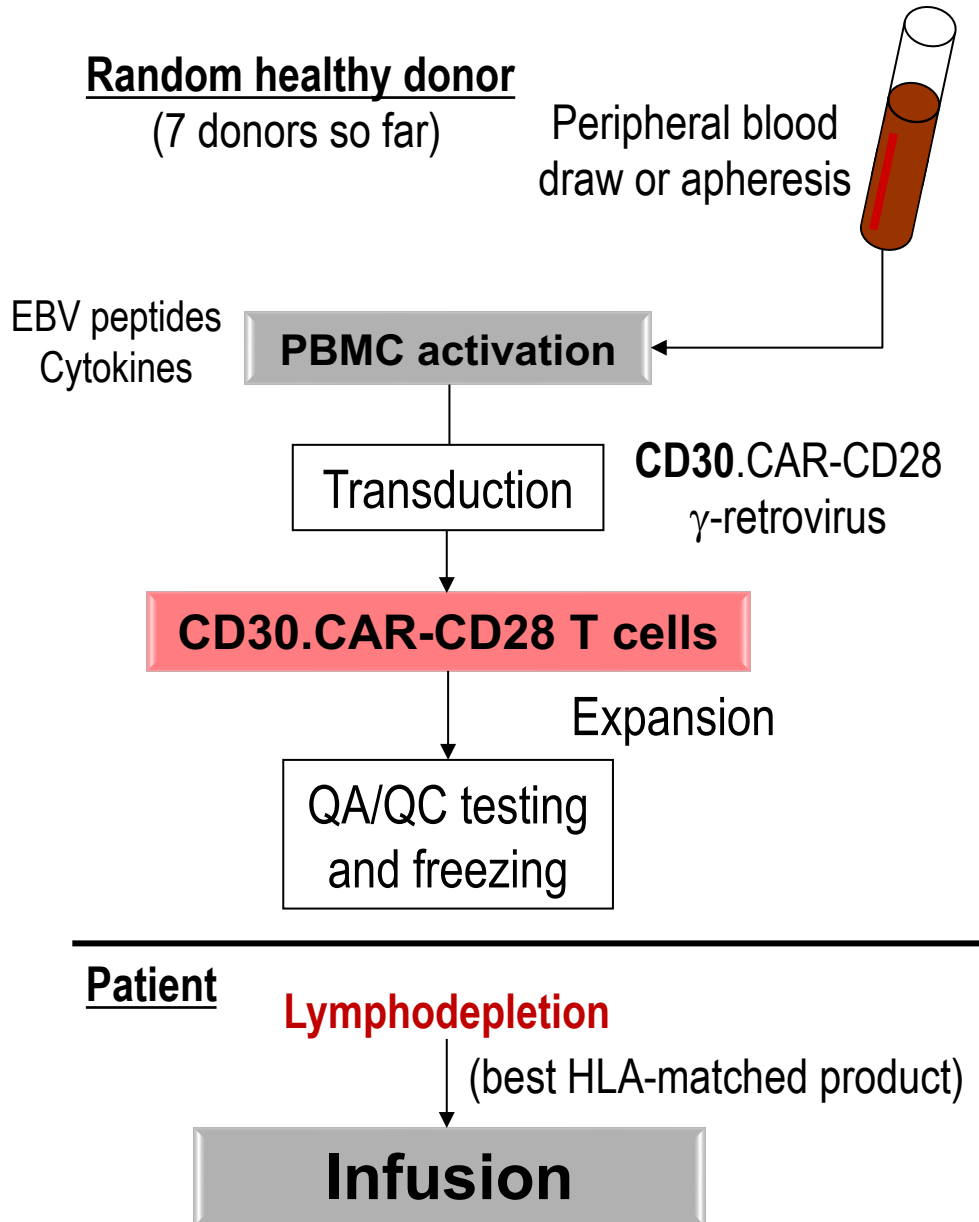 Random healthy donor
(7 donors so far)
Peripheral blood
draw or apheresis
EBV peptides
Cytokines
PBMC activation
Transduction
CD30.CAR-CD28
γ-retrovirus
CD30.CAR-CD28 T cells
Expansion
QA/QC testing
and freezing
Patient
Lymphodepletion
(best HLA-matched product)
Infusion